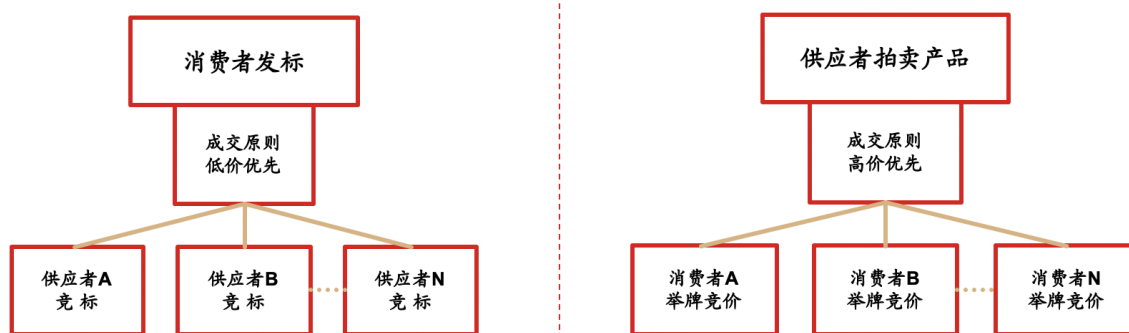 消费者发标
成交原则
低价优先
供应者A
竞 标
供应者B
竞 标
供应者N
竞 标
供应者拍卖产品
成交原则
高价优先
消费者A
举牌竞价
消费者B
举牌竞价
消费者N
举牌竞价